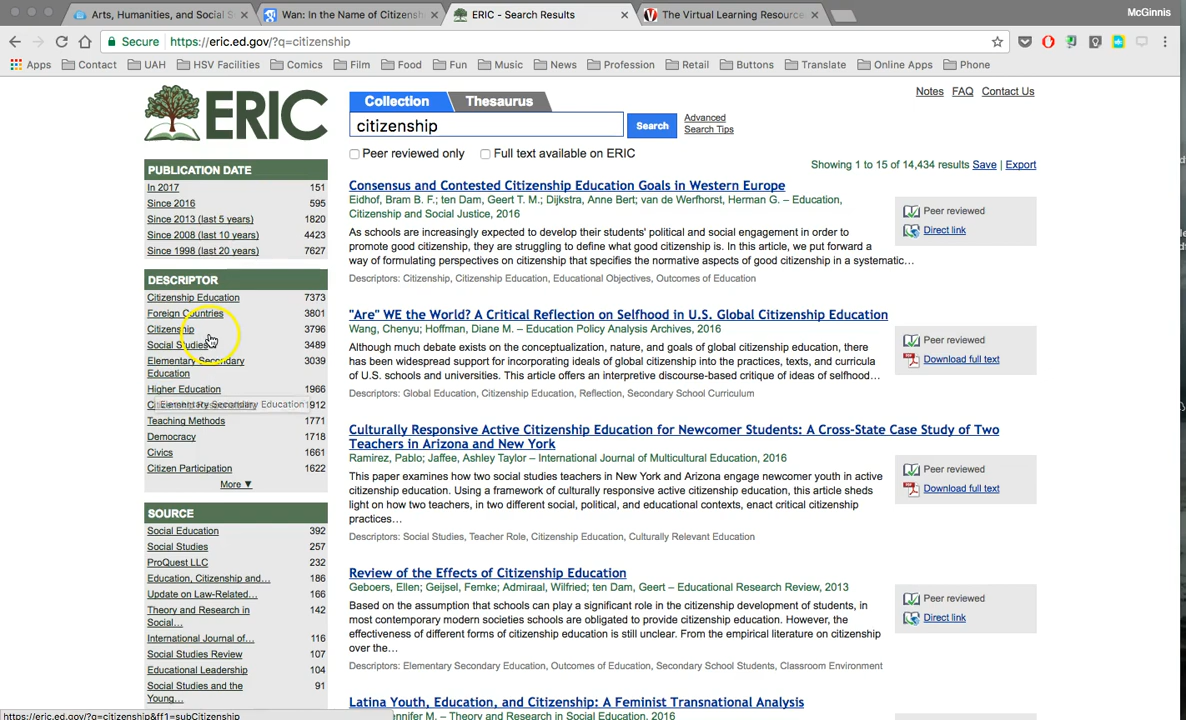 Arts, Humanities, and Social S
Wan: In the Name of Citizensh
ERIC - Search Results
The Virtual Learning Resource
McGinnis
Secure
https://eric.ed.gov/?q=citizenship
Apps
Contact
UAH
HSV Facilities
Comics
Film
Food
Fun
Music
News
Profession
Retail
Buttons
Translate
Online Apps
Phone
ERIC
Collection
Thesaurus
Notes
FAQ
Contact Us
citizenship
Search
Advanced
Search Tips
Peer reviewed only
Full text available on ERIC
Showing 1 to 15 of 14,434 results Save | Export
PUBLICATION DATE
In 2017 151
Since 2016 595
Since 2013 (last 5 years) 1820
Since 2008 (last 10 years) 4423
Since 1998 (last 20 years) 7627
DESCRIPTOR
Citizenship Education 7373
Foreign Countries 3801
Citizenship 3796
Social Studies 3489
Elementary Secondary 3039
Education
Higher Education 1966
Elementary Secondary Education 912
Teaching Methods 1771
Democracy 1718
Civics 1661
Citizen Participation 1622
More ▼
SOURCE
Social Education 392
Social Studies 257
ProQuest LLC 232
Education, Citizenship and… 186
Update on Law-Related… 166
Theory and Research in 142
Social…
International Journal of… 116
Social Studies Review 107
Educational Leadership 104
Social Studies and the 91
Young…
Consensus and Contested Citizenship Education Goals in Western Europe
Eidhof, Bram B. F.; ten Dam, Geert T. M.; Dijkstra, Anne Bert; van de Werfhorst, Herman G. – Education,
Citizenship and Social Justice, 2016
As schools are increasingly expected to develop their students' political and social engagement in order to
promote good citizenship, they are struggling to define what good citizenship is. In this article, we put forward a
way of formulating perspectives on citizenship that specifies the normative aspects of good citizenship in a systematic…
Descriptors: Citizenship, Citizenship Education, Educational Objectives, Outcomes of Education
Peer reviewed
Direct link
"Are" WE the World? A Critical Reflection on Selfhood in U.S. Global Citizenship Education
Wang, Chenyu; Hoffman, Diane M. – Education Policy Analysis Archives, 2016
Although much debate exists on the conceptualization, nature, and goals of global citizenship education, there
has been widespread support for incorporating ideals of global citizenship into the practices, texts, and curricula
of U.S. schools and universities. This article offers an interpretive discourse-based critique of ideas of selfhood…
Descriptors: Global Education, Citizenship Education, Reflection, Secondary School Curriculum
Peer reviewed
Download full text
Culturally Responsive Active Citizenship Education for Newcomer Students: A Cross-State Case Study of Two
Teachers in Arizona and New York
Ramirez, Pablo; Jaffee, Ashley Taylor – International Journal of Multicultural Education, 2016
This paper examines how two social studies teachers in New York and Arizona engage newcomer youth in active
citizenship education. Using a framework of culturally responsive active citizenship education, this article sheds
light on how two teachers, in two different social, political, and educational contexts, enact critical citizenship
practices…
Descriptors: Social Studies, Teacher Role, Citizenship Education, Culturally Relevant Education
Peer reviewed
Download full text
Review of the Effects of Citizenship Education
Geboers, Ellen; Geijsel, Femke; Admiraal, Wilfried; ten Dam, Geert – Educational Research Review, 2013
Based on the assumption that schools can play a significant role in the citizenship development of students, in
most contemporary modern societies schools are obligated to provide citizenship education. However, the
effectiveness of different forms of citizenship education is still unclear. From the empirical literature on citizenship
over the…
Descriptors: Elementary Secondary Education, Outcomes of Education, Secondary School Students, Classroom Environment
Peer reviewed
Direct link
Latina Youth, Education, and Citizenship: A Feminist Transnational Analysis
nnifer M. – Theory and Research in Social Education, 2016
Peer reviewed
https://eric.ed.gov/?q=citizenship&ff1=subCitizenship